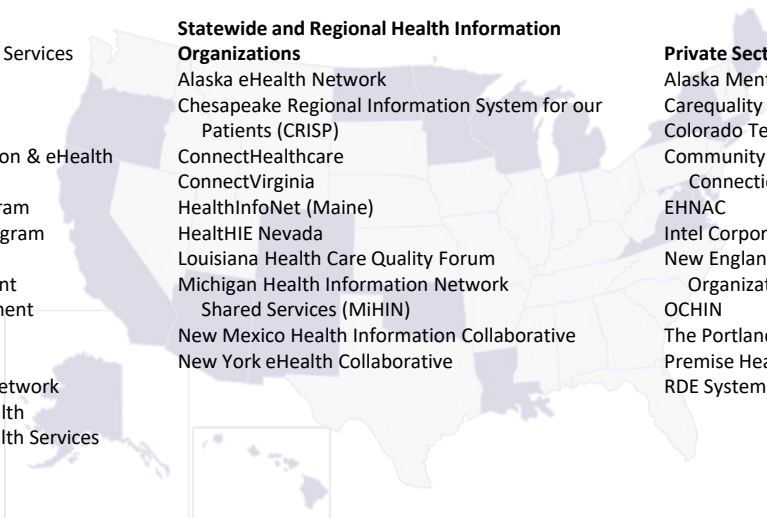 Services
on & eHealth
ram
gram
nt
nent
etwork
lth
lth Services
Statewide and Regional Health Information
Organizations
Alaska eHealth Network
Chesapeake Regional Information System for our
Patients (CRISP)
ConnectHealthcare
ConnectVirginia
HealthInfoNet (Maine)
HealtHIE Nevada
Louisiana Health Care Quality Forum
Michigan Health Information Network
Shared Services (MiHIN)
New Mexico Health Information Collaborative
New York eHealth Collaborative
Private Sect
Alaska Ment
Carequality
Colorado Te
Community
Connectic
EHNAC
Intel Corpor
New Englan
Organizat
OCHIN
The Portland
Premise Hea
RDE System